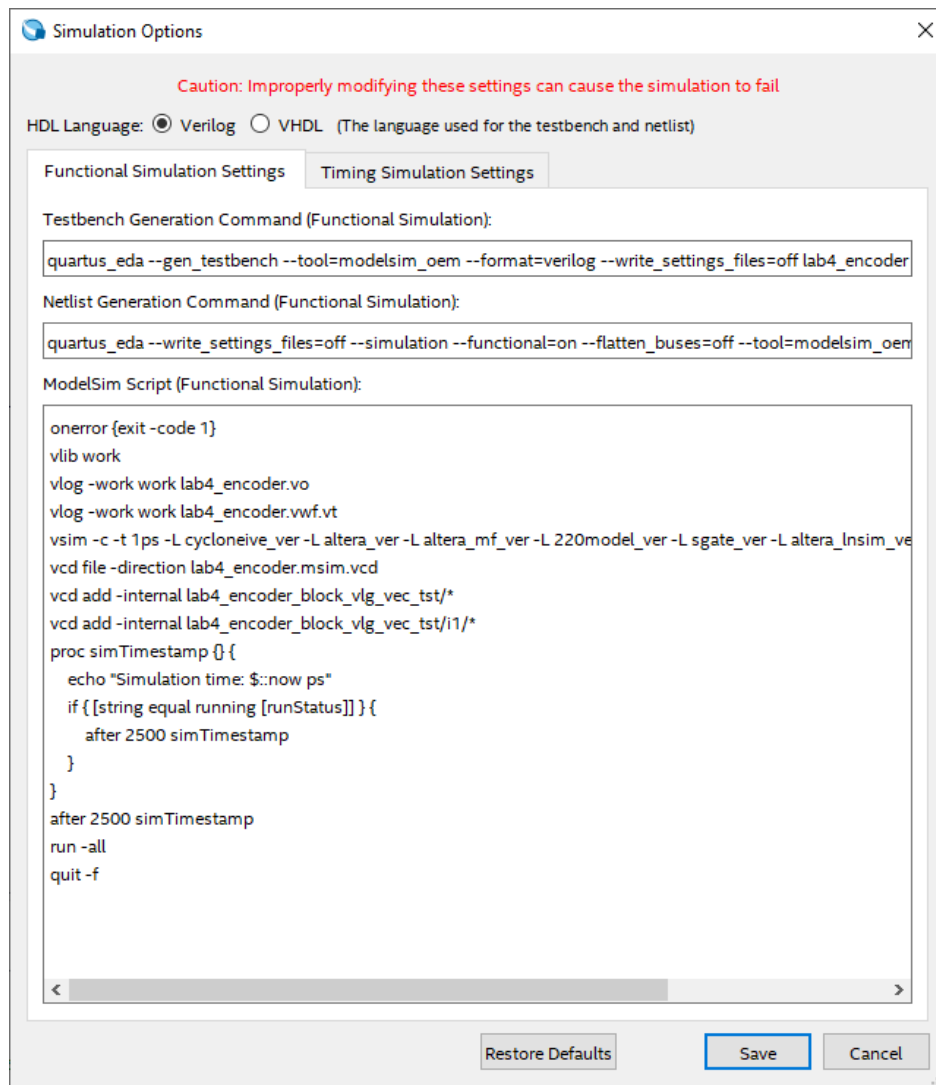 Simulation Options
Caution: Improperly modifying these settings can cause the simulation to fail
HDL Language: Verilog VHDL (The language used for the testbench and netlist)
Functional Simulation Settings Timing Simulation Settings
Testbench Generation Command (Functional Simulation):
quartus_eda --gen_testbench --tool=modelsim_oem --format=verilog --write_settings_files=off lab4_encoder
Netlist Generation Command (Functional Simulation):
quartus_eda --write_settings_files=off --simulation --functional=on --flatten_buses=off --tool=modelsim_oem
ModelSim Script (Functional Simulation):
onerror {exit -code 1}
vlib work
vlog -work work lab4_encoder.vo
vlog -work work lab4_encoder.vwf.vt
vsim -c -t 1ps -L cycloneive_ver -L altera_ver -L altera_mf_ver -L 220model_ver -L sgate_ver -L altera_lnsim_ve
vcd file -direction lab4_encoder.msim.vcd
vcd add -internal lab4_encoder_block_vlg_vec_tst/*
vcd add -internal lab4_encoder_block_vlg_vec_tst/i1/*
proc simTimestamp {} {
echo "Simulation time: $::now ps"
if { [string equal running [runStatus]] } {
after 2500 simTimestamp
}
}
after 2500 simTimestamp
run -all
quit -f
Restore Defaults Save Cancel